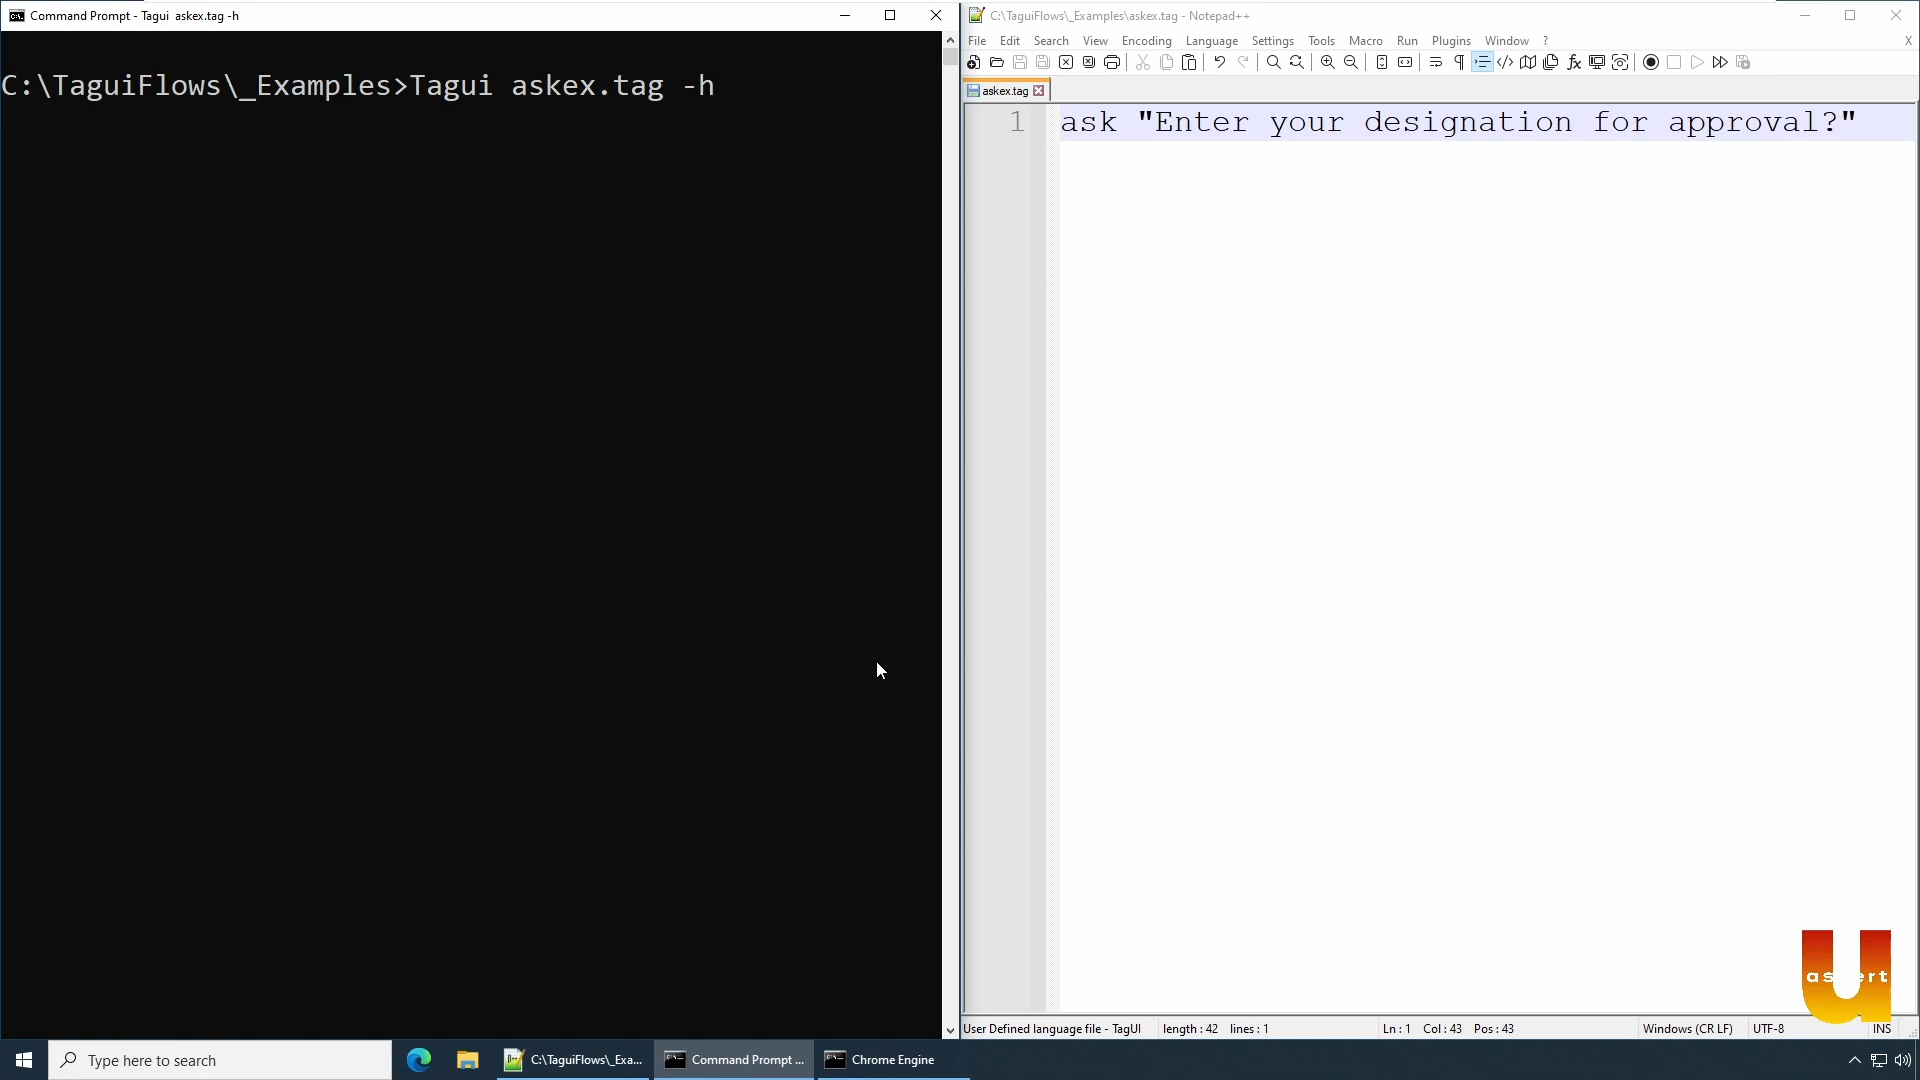 Command Prompt - Tagui  askex.tag -h
C:\TaguiFlows\_Examples>Tagui askex.tag -h
C:\TaguiFlows\_Examples\askex.tag - Notepad++
File Edit Search View Encoding Language Settings Tools Macro Run Plugins Window ? X
askex.tag
1 ask "Enter your designation for approval?"
User Defined language file - TagUI length : 42 lines : 1 Ln : 1 Col : 43 Pos : 43 Windows (CR LF) UTF-8 INS
Type here to search
C:\TaguiFlows\_Exa...
Command Prompt ...
Chrome Engine